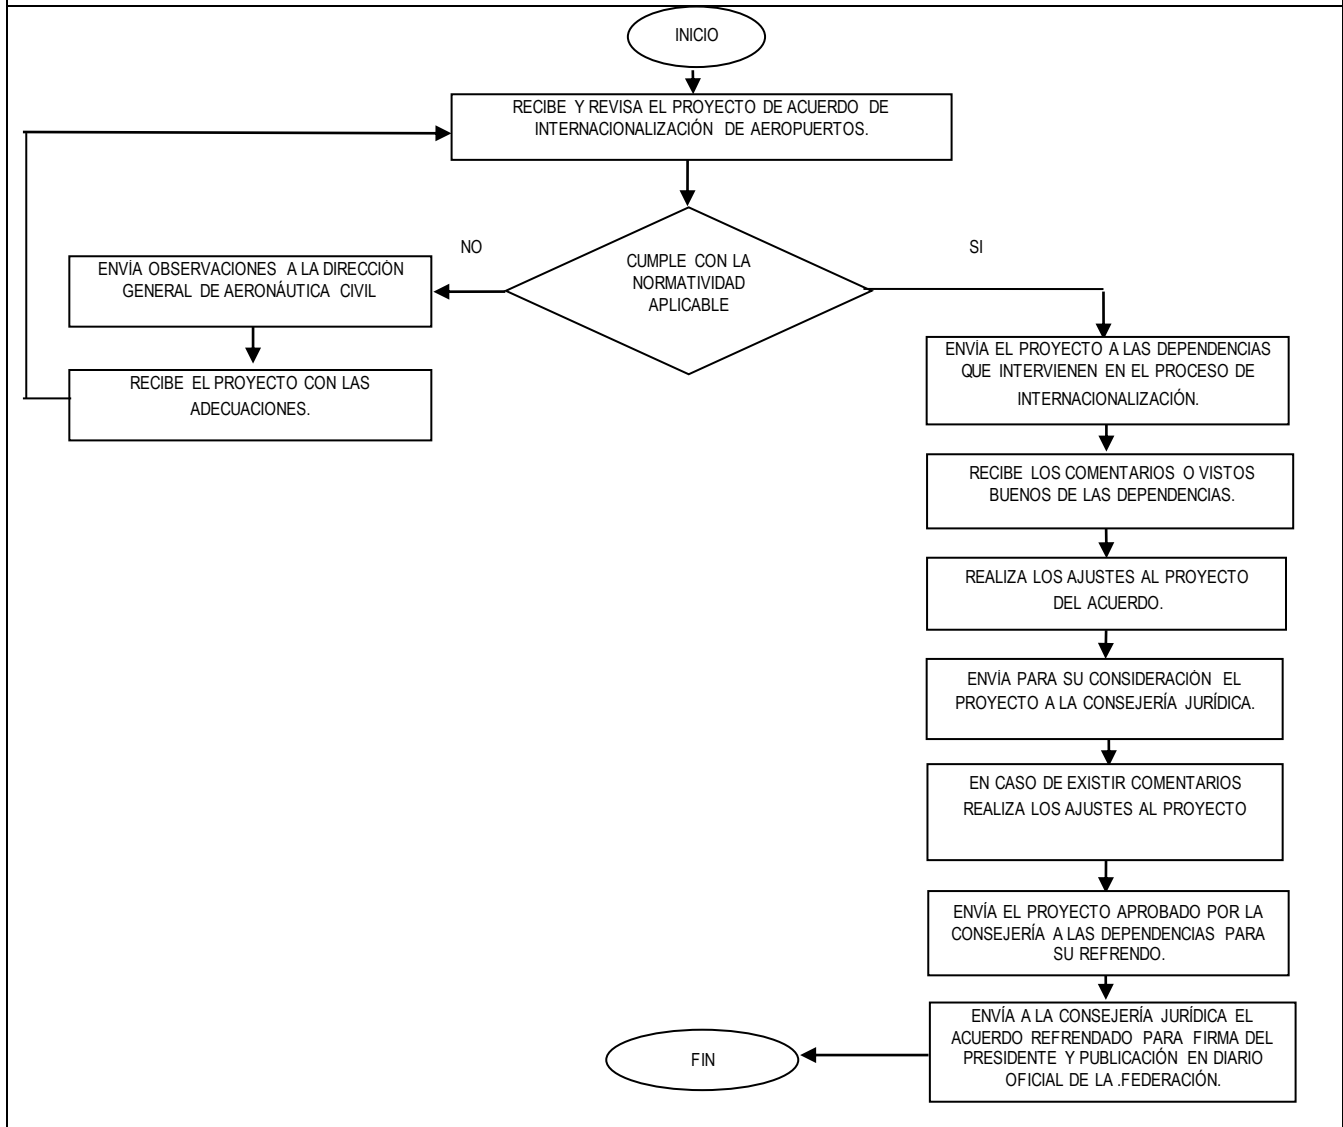 INICIO
RECIBE Y REVISA EL PROYECTO DE ACUERDO DE
INTERNACIONALIZACIÓN DE AEROPUERTOS.
CUMPLE CON LA
NORMATIVIDAD
APLICABLE
NO
ENVÍA OBSERVACIONES A LA DIRECCIÓN
GENERAL DE AERONÁUTICA CIVIL
RECIBE EL PROYECTO CON LAS
ADECUACIONES.
SI
ENVÍA EL PROYECTO A LAS DEPENDENCIAS
QUE INTERVIENEN EN EL PROCESO DE
INTERNACIONALIZACIÓN.
RECIBE LOS COMENTARIOS O VISTOS
BUENOS DE LAS DEPENDENCIAS.
REALIZA LOS AJUSTES AL PROYECTO
DEL ACUERDO.
ENVÍA PARA SU CONSIDERACIÓN EL
PROYECTO A LA CONSEJERÍA JURÍDICA.
EN CASO DE EXISTIR COMENTARIOS
REALIZA LOS AJUSTES AL PROYECTO
ENVÍA EL PROYECTO APROBADO POR LA
CONSEJERÍA A LAS DEPENDENCIAS PARA
SU REFRENDO.
ENVÍA A LA CONSEJERÍA JURÍDICA EL
ACUERDO REFRENDADO PARA FIRMA DEL
PRESIDENTE Y PUBLICACIÓN EN DIARIO
OFICIAL DE LA .FEDERACIÓN.
FIN